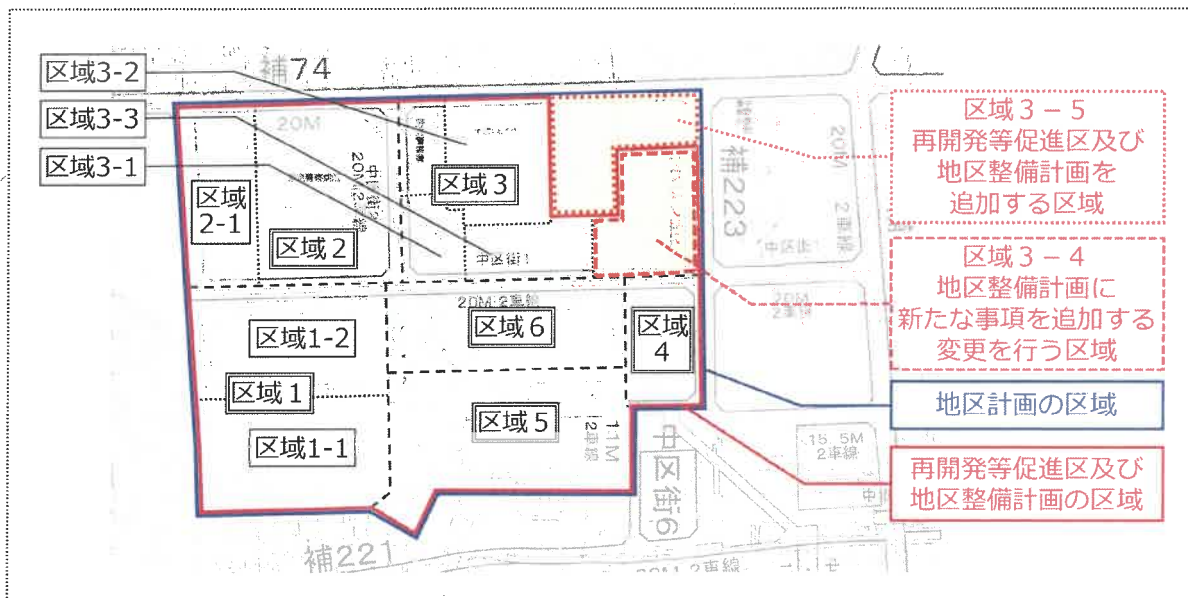 区域3-2
補74
区域3-3
区域3-1
20M
区域3
区域
2-1
区域2
補223
20M
2車線
中区街1
20M 2車線
20M
2車線
区域1-2
区域6
区域
4
区域1
区域5
区域1-1
11M
2車線
中区街6
15.5M
2車線
補221
20M 2車線
区域3-5
再開発等促進区及び
地区整備計画を
追加する区域
区域3-4
地区整備計画に
新たな事項を追加する
変更を行う区域
地区計画の区域
再開発等促進区及び
地区整備計画の区域